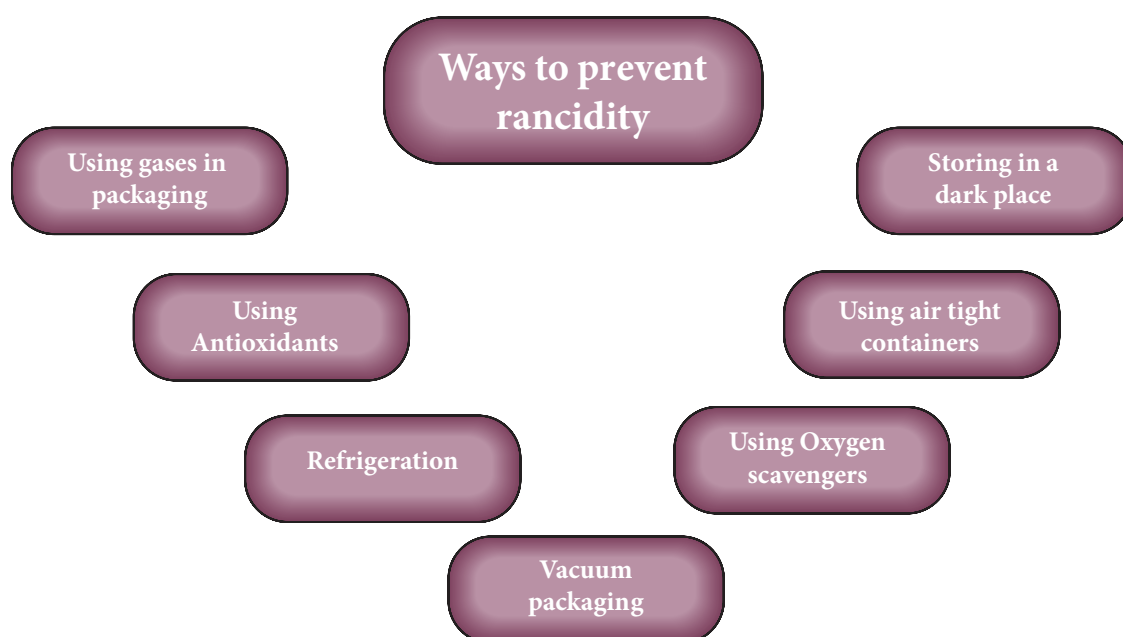 Ways to prevent
rancidity
Using gases in
packaging
Storing in a
dark place
Using
Antioxidants
Using air tight
containers
Refrigeration
Using Oxygen
scavengers
Vacuum
packaging